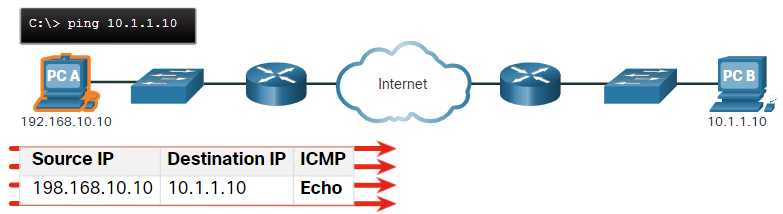 C:\> ping 10.1.1.10
PC A
Internet
PC B
192.168.10.10
10.1.1.10
Source IP Destination IP ICMP
198.168.10.10 10.1.1.10 Echo